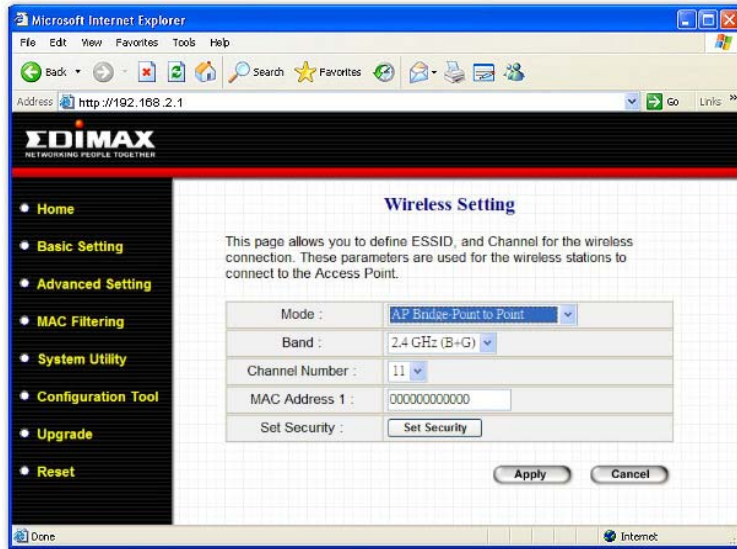 Microsoft Internet Explorer
File Edit View Favorites Tools Help
Back Search Favorites
Address http://192.168.2.1 Go Links »
EDIMAX
NETWORKING PEOPLE TOGETHER
Home
Basic Setting
Advanced Setting
MAC Filtering
System Utility
Configuration Tool
Upgrade
Reset
Wireless Setting
This page allows you to define ESSID, and Channel for the wireless
connection. These parameters are used for the wireless stations to
connect to the Access Point.
Mode : AP Bridge-Point to Point
Band : 2.4 GHz (B+G)
Channel Number : 11
MAC Address 1 : 000000000000
Set Security : Set Security
Apply Cancel
Done Internet